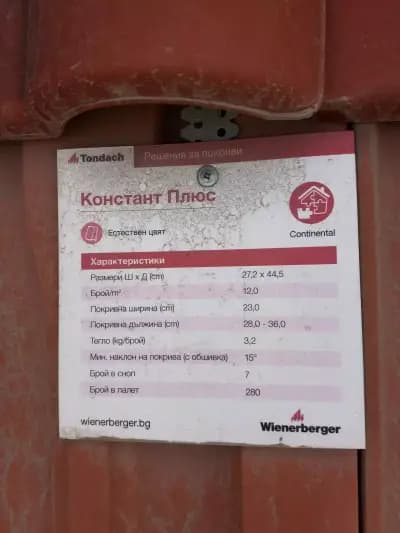 Tondach Решения за покриви
Констант Плюс
Естествен цвят
Continental
Характеристики
Размери Ш х Д (cm) 27,2 x 44,5
Брой/m² 12,0
Покривна ширина (cm) 23,0
Покривна дължина (cm) 28,0 - 36,0
Тегло (kg/брой) 3,2
Мин. наклон на покрива (с обшивка) 15°
Брой в сноп 7
Брой в палет 280
wienerberger.bg
Wienerberger